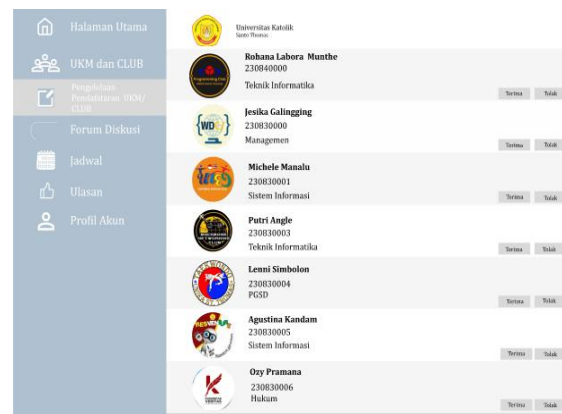 Halaman Utama
UKM dan CLUB
Pengelolaan
Pendaftaran UKM/
CLUB
Forum Diskusi
Jadwal
Ulasan
Profil Akun
Universitas Katolik
Santo Thomas
Rohana Labora Munthe
230840000
Teknik Informatika
Terima Tolak
Jesika Galingging
230830000
Managemen
Terima Tolak
Michele Manalu
230830001
Sistem Informasi
Terima Tolak
Putri Angle
230830003
Teknik Informatika
Terima Tolak
Lenni Simbolon
230830004
PGSD
Terima Tolak
Agustina Kandam
230830005
Sistem Informasi
Terima Tolak
Ozy Pramana
230830006
Hukum
Terima Tolak